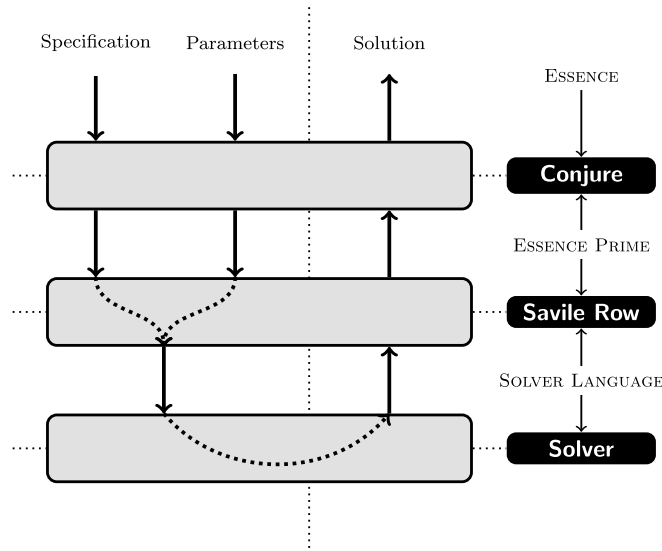 Specification
Parameters
Solution
Essence
Conjure
Essence Prime
Savile Row
Solver Language
Solver